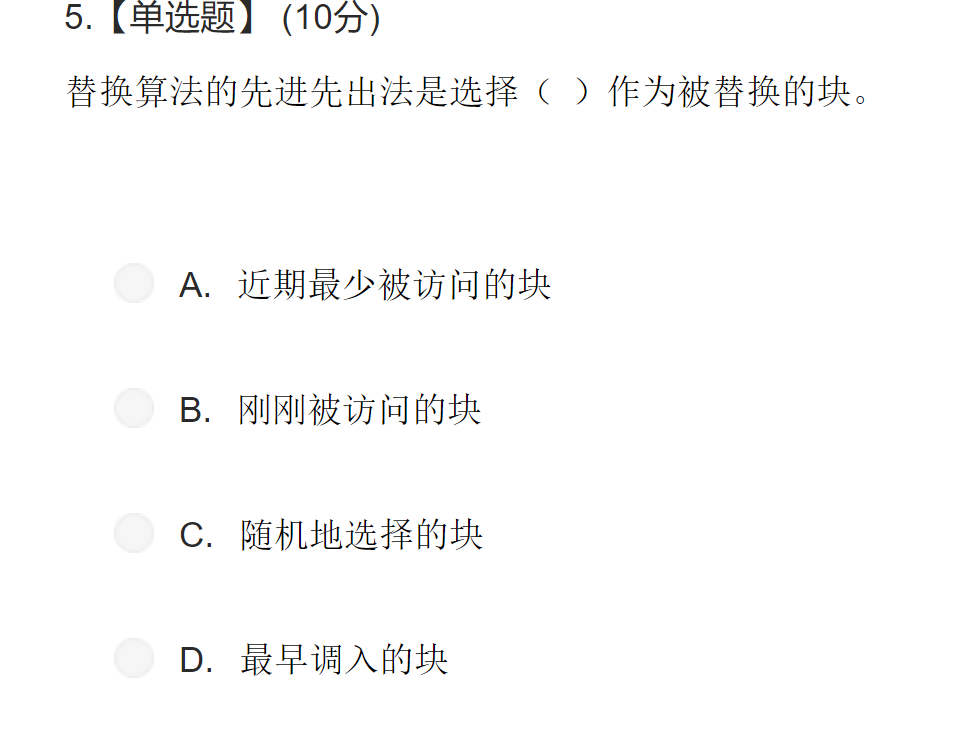 5.【单选题】 (10分)
替换算法的先进先出法是选择（ ）作为被替换的块。
A. 近期最少被访问的块
B. 刚刚被访问的块
C. 随机地选择的块
D. 最早调入的块